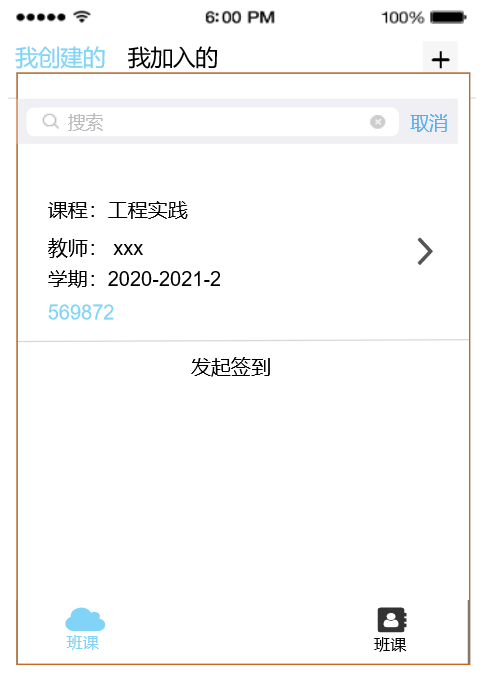 6:00 PM 100%
我创建的 我加入的 +
搜索 取消
课程：工程实践
教师： xxx
学期：2020-2021-2
569872
发起签到
班课 班课